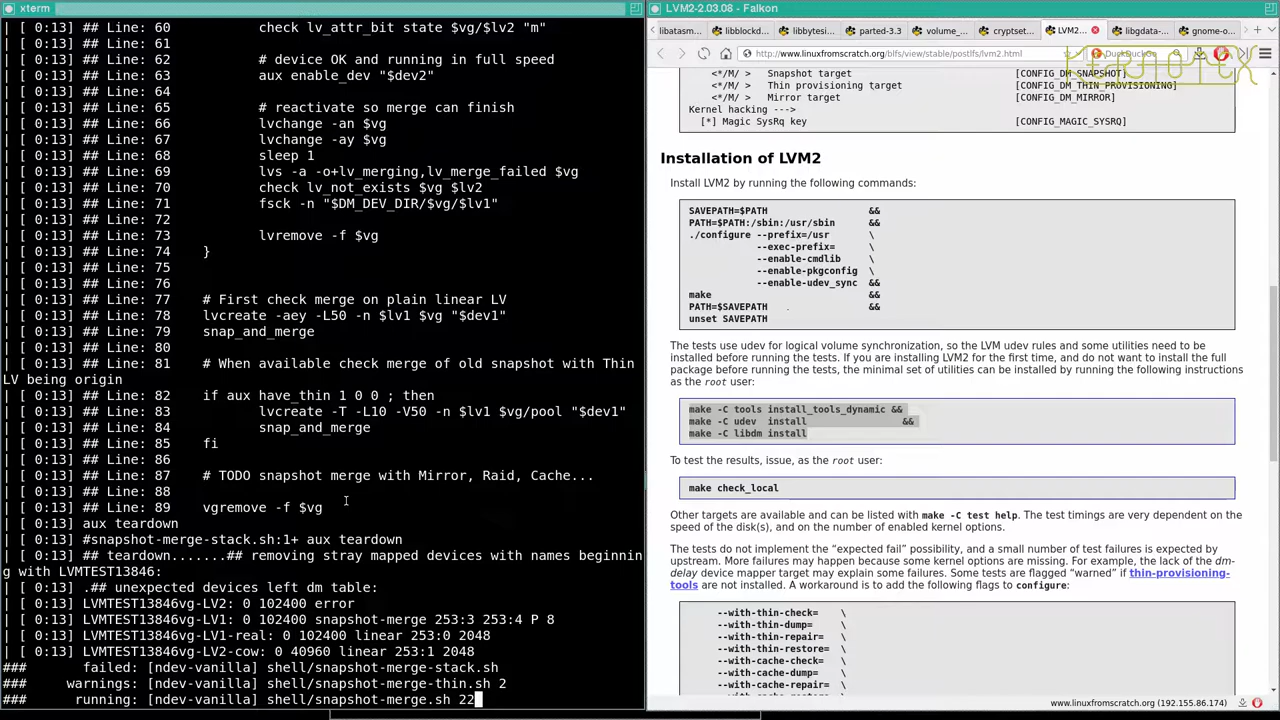 xterm
| [ 0:13] ## Line: 60 check lv_attr_bit state $vg/$lv2 "m"
| [ 0:13] ## Line: 61
| [ 0:13] ## Line: 62 # device OK and running in full speed
| [ 0:13] ## Line: 63 aux enable_dev "$dev2"
| [ 0:13] ## Line: 64
| [ 0:13] ## Line: 65 # reactivate so merge can finish
| [ 0:13] ## Line: 66 lvchange -an $vg
| [ 0:13] ## Line: 67 lvchange -ay $vg
| [ 0:13] ## Line: 68 sleep 1
| [ 0:13] ## Line: 69 lvs -a -o+lv_merging,lv_merge_failed $vg
| [ 0:13] ## Line: 70 check lv_not_exists $vg $lv2
| [ 0:13] ## Line: 71 fsck -n "$DM_DEV_DIR/$vg/$lv1"
| [ 0:13] ## Line: 72
| [ 0:13] ## Line: 73 lvremove -f $vg
| [ 0:13] ## Line: 74 }
| [ 0:13] ## Line: 75
| [ 0:13] ## Line: 76
| [ 0:13] ## Line: 77 # First check merge on plain linear LV
| [ 0:13] ## Line: 78 lvcreate -aey -L50 -n $lv1 $vg "$dev1"
| [ 0:13] ## Line: 79 snap_and_merge
| [ 0:13] ## Line: 80
| [ 0:13] ## Line: 81 # When available check merge of old snapshot with Thin
LV being origin
| [ 0:13] ## Line: 82 if aux have_thin 1 0 0 ; then
| [ 0:13] ## Line: 83 lvcreate -T -L10 -V50 -n $lv1 $vg/pool "$dev1"
| [ 0:13] ## Line: 84 snap_and_merge
| [ 0:13] ## Line: 85 fi
| [ 0:13] ## Line: 86
| [ 0:13] ## Line: 87 # TODO snapshot merge with Mirror, Raid, Cache...
| [ 0:13] ## Line: 88
| [ 0:13] ## Line: 89 vgremove -f $vg
| [ 0:13] aux teardown
| [ 0:13] #snapshot-merge-stack.sh:1+ aux teardown
| [ 0:13] ## teardown.......## removing stray mapped devices with names beginnin
g with LVMTEST13846:
| [ 0:13] .## unexpected devices left dm table:
| [ 0:13] LVMTEST13846vg-LV2: 0 102400 error
| [ 0:13] LVMTEST13846vg-LV1: 0 102400 snapshot-merge 253:3 253:4 P 8
| [ 0:13] LVMTEST13846vg-LV1-real: 0 102400 linear 253:0 2048
| [ 0:13] LVMTEST13846vg-LV2-cow: 0 40960 linear 253:1 2048
### failed: [ndev-vanilla] shell/snapshot-merge-stack.sh
### warnings: [ndev-vanilla] shell/snapshot-merge-thin.sh 2
### running: [ndev-vanilla] shell/snapshot-merge.sh 22
LVM2-2.03.08 - Falkon
libatasm...
libblockd...
libbytesi...
parted-3.3
volume_...
cryptset...
LVM2...
libgdata-...
gnome-o...
http://www.linuxfromscratch.org/blfs/view/stable/postlfs/lvm2.html
DuckDuckGo
KERNOTEX
<*/M/ > Snapshot target [CONFIG_DM_SNAPSHOT]
<*/M/ > Thin provisioning target [CONFIG_DM_THIN_PROVISIONING]
<*/M/ > Mirror target [CONFIG_DM_MIRROR]
Kernel hacking --->
[*] Magic SysRq key [CONFIG_MAGIC_SYSRQ]
Installation of LVM2
Install LVM2 by running the following commands:
SAVEPATH=$PATH &&
PATH=$PATH:/sbin:/usr/sbin &&
./configure --prefix=/usr \
--exec-prefix= \
--enable-cmdlib \
--enable-pkgconfig \
--enable-udev_sync &&
make &&
PATH=$SAVEPATH &&
unset SAVEPATH
The tests use udev for logical volume synchronization, so the LVM udev rules and some utilities need to be
installed before running the tests. If you are installing LVM2 for the first time, and do not want to install the full
package before running the tests, the minimal set of utilities can be installed by running the following instructions
as the root user:
make -C tools install_tools_dynamic &&
make -C udev install &&
make -C libdm install
To test the results, issue, as the root user:
make check_local
Other targets are available and can be listed with make -C test help. The test timings are very dependent on the
speed of the disk(s), and on the number of enabled kernel options.
The tests do not implement the “expected fail” possibility, and a small number of test failures is expected by
upstream. More failures may happen because some kernel options are missing. For example, the lack of the dm-
delay device mapper target may explain some failures. Some tests are flagged “warned” if thin-provisioning-
tools are not installed. A workaround is to add the following flags to configure:
--with-thin-check= \
--with-thin-dump= \
--with-thin-repair= \
--with-thin-restore= \
--with-cache-check= \
--with-cache-dump= \
--with-cache-repair= \
--with-cache-restore= \
www.linuxfromscratch.org (192.155.86.174)